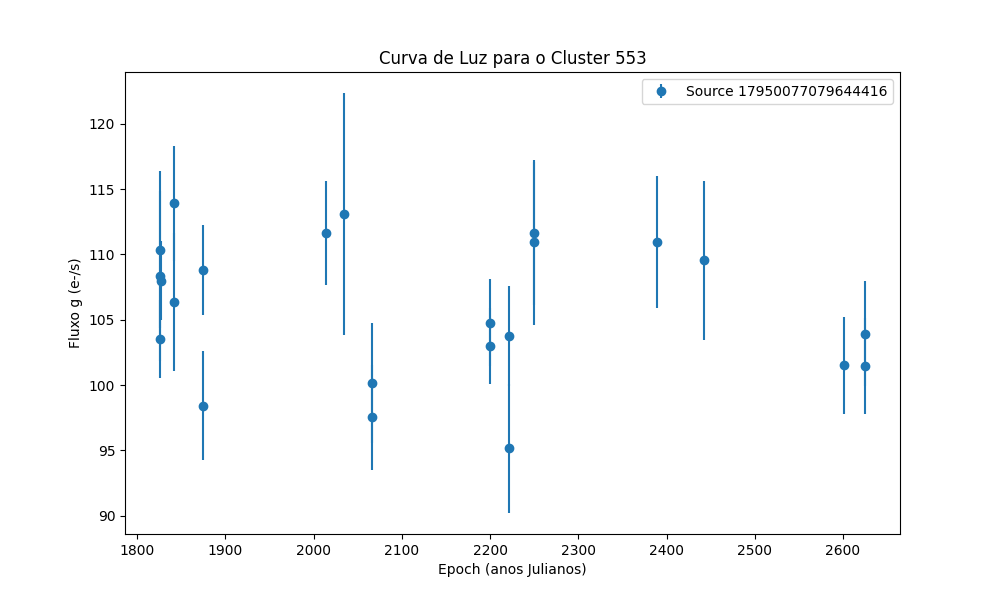 Curva de Luz para o Cluster 553
Source 17950077079644416
Fluxo g (e-/s)
120
115
110
105
100
95
90
1800 1900 2000 2100 2200 2300 2400 2500 2600
Epoch (anos Julianos)